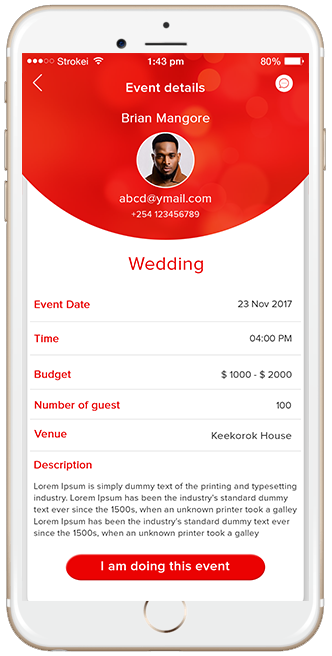 Strokei 1:43 pm 80%
Event details
Brian Mangore
abcd@ymail.com
+254 123456789
Wedding
Event Date 23 Nov 2017
Time 04:00 PM
Budget $ 1000 - $ 2000
Number of guest 100
Venue Keekorok House
Description
Lorem Ipsum is simply dummy text of the printing and typesetting
industry. Lorem Ipsum has been the industry's standard dummy
text ever since the 1500s, when an unknown printer took a galley
Lorem Ipsum has been the industry's standard dummy text ever
since the 1500s, when an unknown printer took a galley
I am doing this event